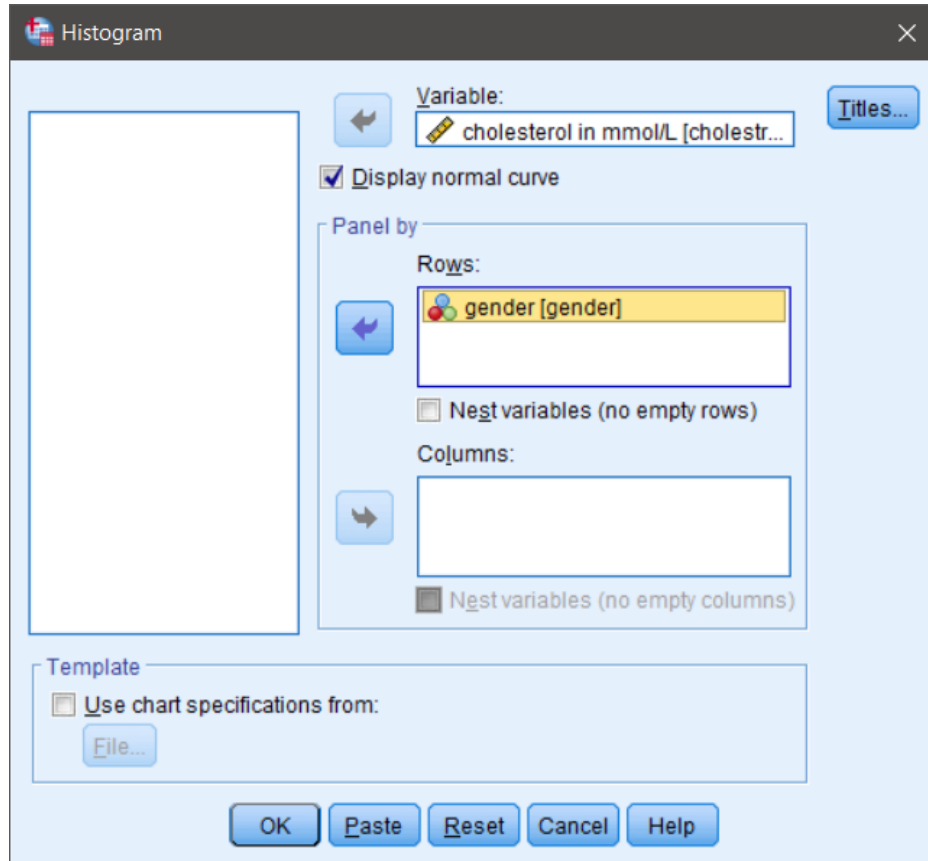 Histogram
Variable:
Titles...
cholesterol in mmol/L [cholestr...
Display normal curve
Panel by
Rows:
gender [gender]
Nest variables (no empty rows)
Columns:
Nest variables (no empty columns)
Template
Use chart specifications from:
File...
OK Paste Reset Cancel Help